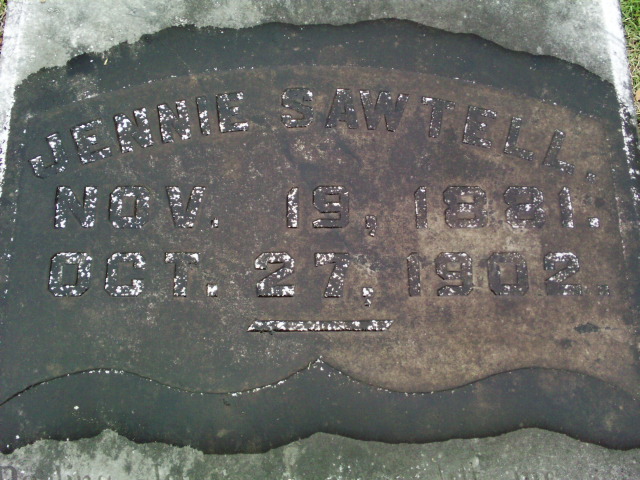 JENNIE SAWTELL.
NOV. 19, 1881.
OCT. 27, 1902.